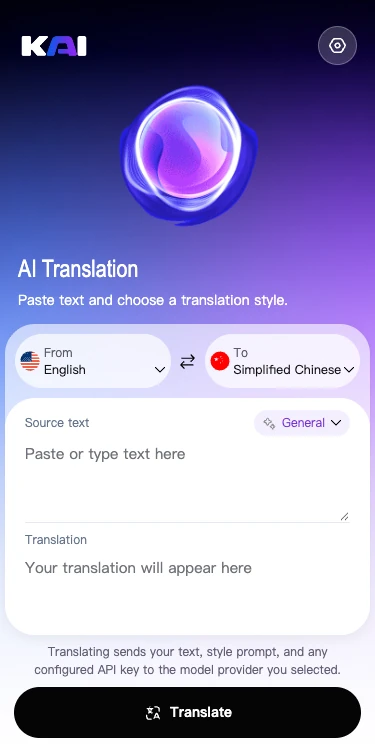 KAI
AI Translation
Paste text and choose a translation style.
From
English
To
Simplified Chinese
Source text
General
Paste or type text here
Translation
Your translation will appear here
Translating sends your text, style prompt, and any
configured API key to the model provider you selected.
Translate